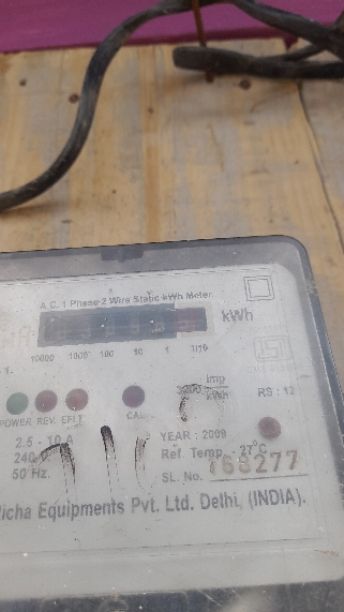 A.C. 1 Phase 2 Wire Static kWh Meter
kWh
10000 1000 100 10 1 1/10
imp
kWh
RS : 12
POWER REV. EFLT CAL
2.5 - 10 A
YEAR : 2009
240
Ref. Temp. - 27°C
50 Hz.
SL. No. 768277
Equipments Pvt. Ltd. Delhi, (INDIA).